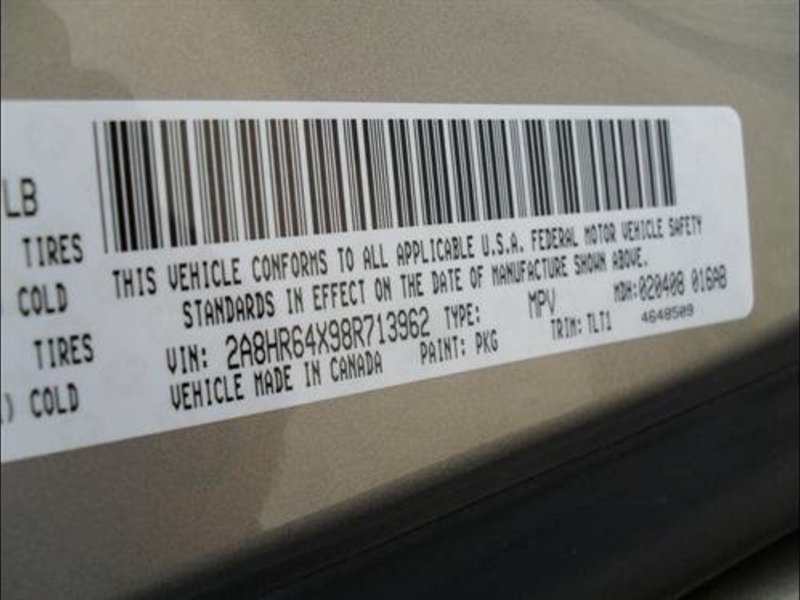 LB
TIRES
COLD
TIRES
) COLD
THIS VEHICLE CONFORMS TO ALL APPLICABLE U.S.A. FEDERAL MOTOR VEHICLE SAFETY
STANDARDS IN EFFECT ON THE DATE OF MANUFACTURE SHOWN ABOVE.
VIN: 2A8HR64X98R713962 TYPE: MPV MDH:020408 016AB
VEHICLE MADE IN CANADA PAINT: PKG TRIM: TLT1 4648509